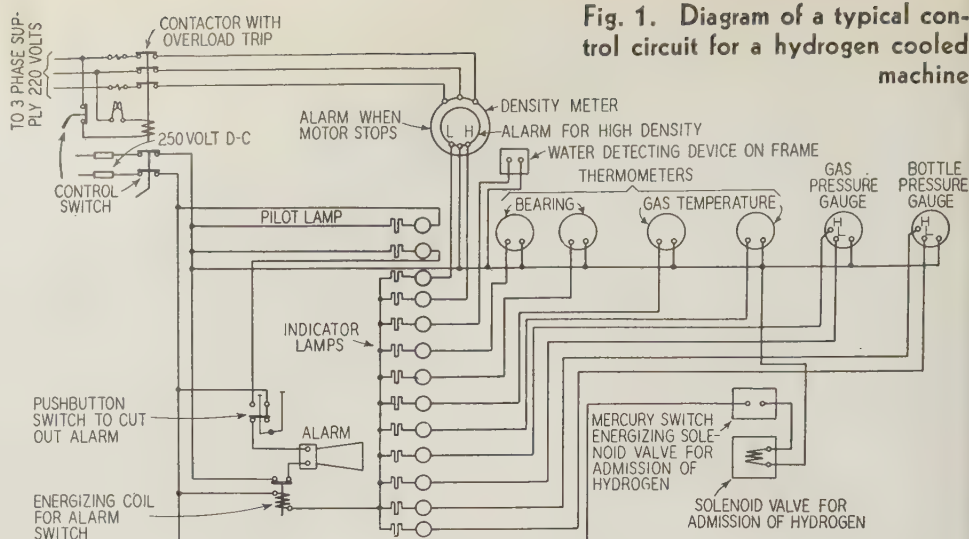 Fig. 1. Diagram of a typical con-
trol circuit for a hydrogen cooled
machine
TO 3 PHASE SUP-
PLY 220 VOLTS
CONTACTOR WITH
OVERLOAD TRIP
250 VOLT D-C
CONTROL
SWITCH
ALARM WHEN
MOTOR STOPS
L H
DENSITY METER
ALARM FOR HIGH DENSITY
WATER DETECTING DEVICE ON FRAME
THERMOMETERS
BEARING
GAS TEMPERATURE
GAS
PRESSURE
GAUGE
H
L
BOTTLE
PRESSURE
GAUGE
H
L
PILOT LAMP
INDICATOR
LAMPS
PUSHBUTTON
SWITCH TO CUT
OUT ALARM
ALARM
ENERGIZING COIL
FOR ALARM
SWITCH
MERCURY SWITCH
ENERGIZING SOLE-
NOID VALVE FOR
ADMISSION OF
HYDROGEN
SOLENOID VALVE FOR
ADMISSION OF HYDROGEN